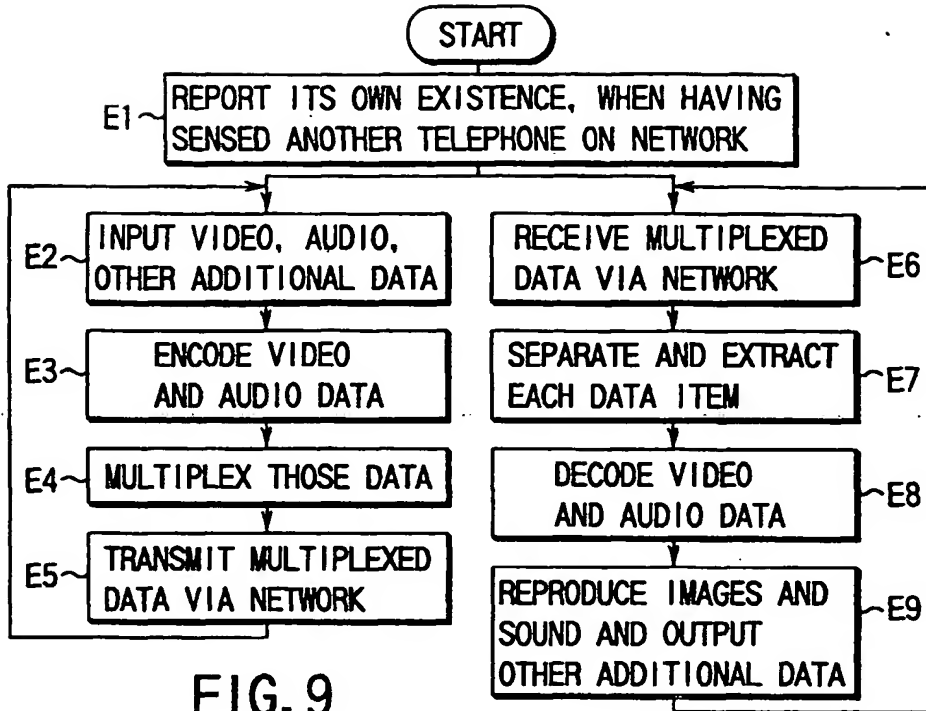 START
E1
REPORT ITS OWN EXISTENCE, WHEN HAVING
SENSED ANOTHER TELEPHONE ON NETWORK
E2
INPUT VIDEO, AUDIO,
OTHER ADDITIONAL DATA
E3
ENCODE VIDEO
AND AUDIO DATA
E4
MULTIPLEX THOSE DATA
E5
TRANSMIT MULTIPLEXED
DATA VIA NETWORK
RECEIVE MULTIPLEXED
DATA VIA NETWORK
E6
SEPARATE AND EXTRACT
EACH DATA ITEM
E7
DECODE VIDEO
AND AUDIO DATA
E8
REPRODUCE IMAGES AND
SOUND AND OUTPUT
OTHER ADDITIONAL DATA
E9
FIG. 9